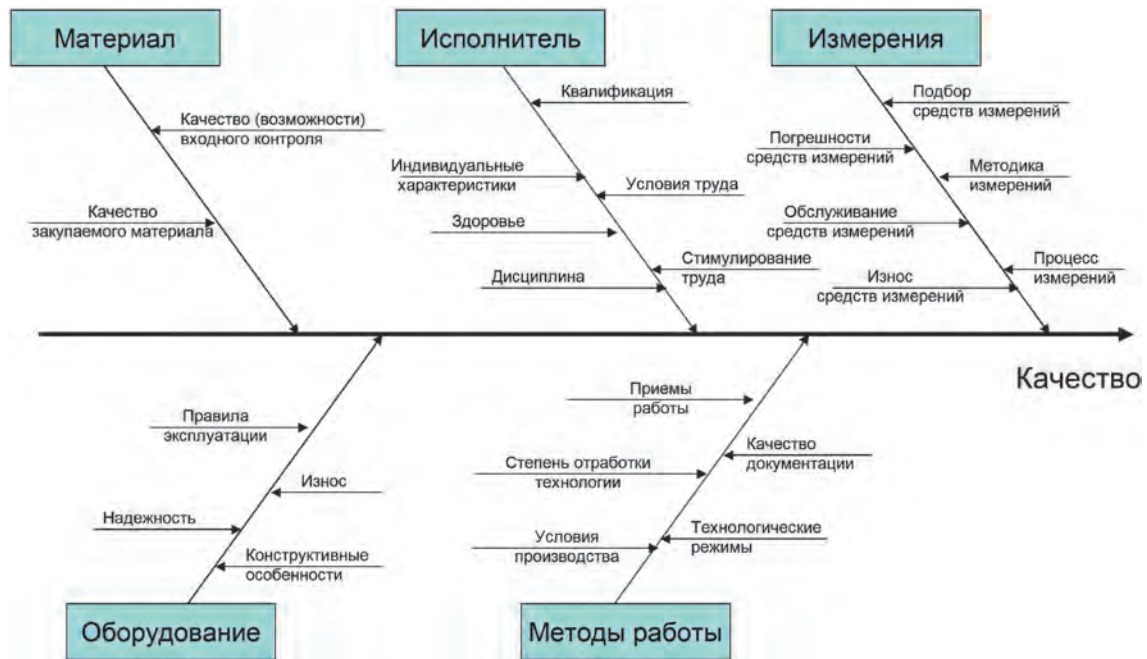 Материал
Исполнитель
Измерения
Качество (возможности)
входного контроля
Качество
закупаемого материала
Квалификация
Индивидуальные
характеристики
Условия труда
Здоровье
Стимулирование
труда
Дисциплина
Подбор
средств измерений
Погрешности
средств измерений
Методика
измерений
Обслуживание
средств измерений
Процесс
измерений
Износ
средств измерений
Качество
Правила
эксплуатации
Износ
Надежность
Конструктивные
особенности
Приемы
работы
Качество
документации
Степень отработки
технологии
Технологические
режимы
Условия
производства
Оборудование
Методы работы